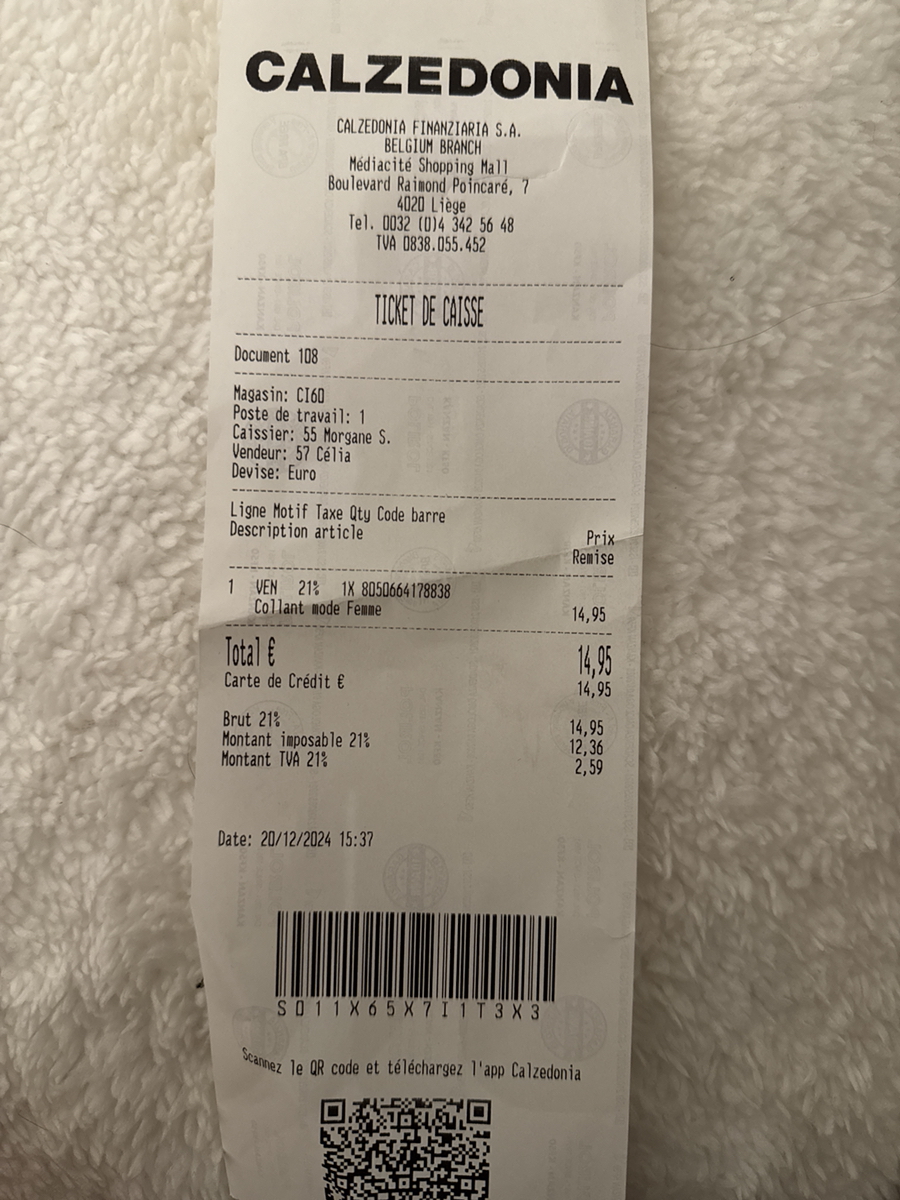 CALZEDONIA
CALZEDONIA FINANZIARIA S.A.
BELGIUM BRANCH
Médiacité Shopping Mall
Boulevard Raimond Poincaré, 7
4020 Liège
Tel. 0032 (0)4 342 56 48
TVA 0838.055.452
TICKET DE CAISSE
Document 108
Magasin: CI60
Poste de travail: 1
Caissier: 55 Morgane S.
Vendeur: 57 Célia
Devise: Euro
Ligne Motif Taxe Qty Code barre
Description article Prix
Remise
1 VEN 21% 1X 8050664178838
Collant mode Femme 14,95
Total € 14,95
Carte de Crédit € 14,95
Brut 21% 14,95
Montant imposable 21% 12,36
Montant TVA 21% 2,59
Date: 20/12/2024 15:37
S011X65X7I1T3X3
Scannez le QR code et téléchargez l'app Calzedonia